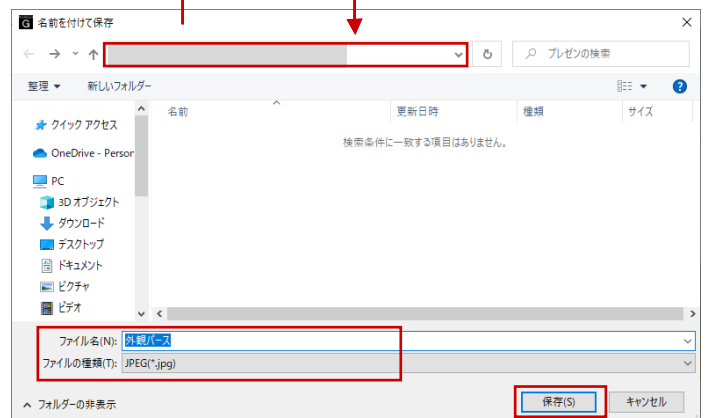 G 名前を付けて保存
プレゼンの検索
整理 新しいフォルダー
名前 更新日時 種類 サイズ
検索条件に一致する項目はありません。
クイック アクセス
OneDrive - Person
PC
3D オブジェクト
ダウンロード
デスクトップ
ドキュメント
ピクチャ
ビデオ
ファイル名(N): 外観パース
ファイルの種類(T): JPEG(*.jpg)
フォルダーの非表示 保存(S) キャンセル